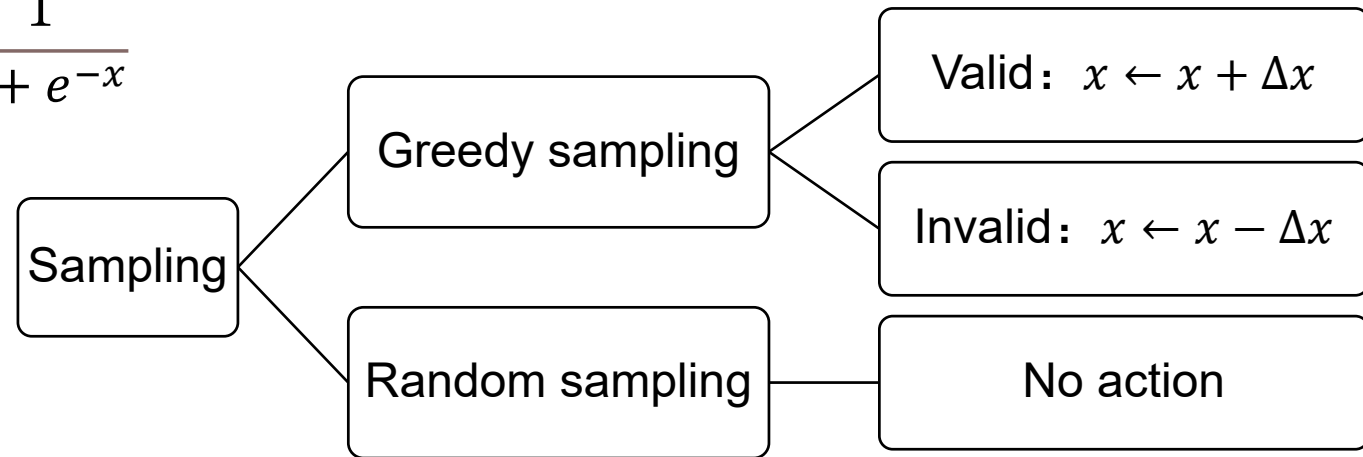 1
+ e^{-x}
Valid：x ← x + Δx
Greedy sampling
Invalid：x ← x − Δx
Sampling
Random sampling
No action